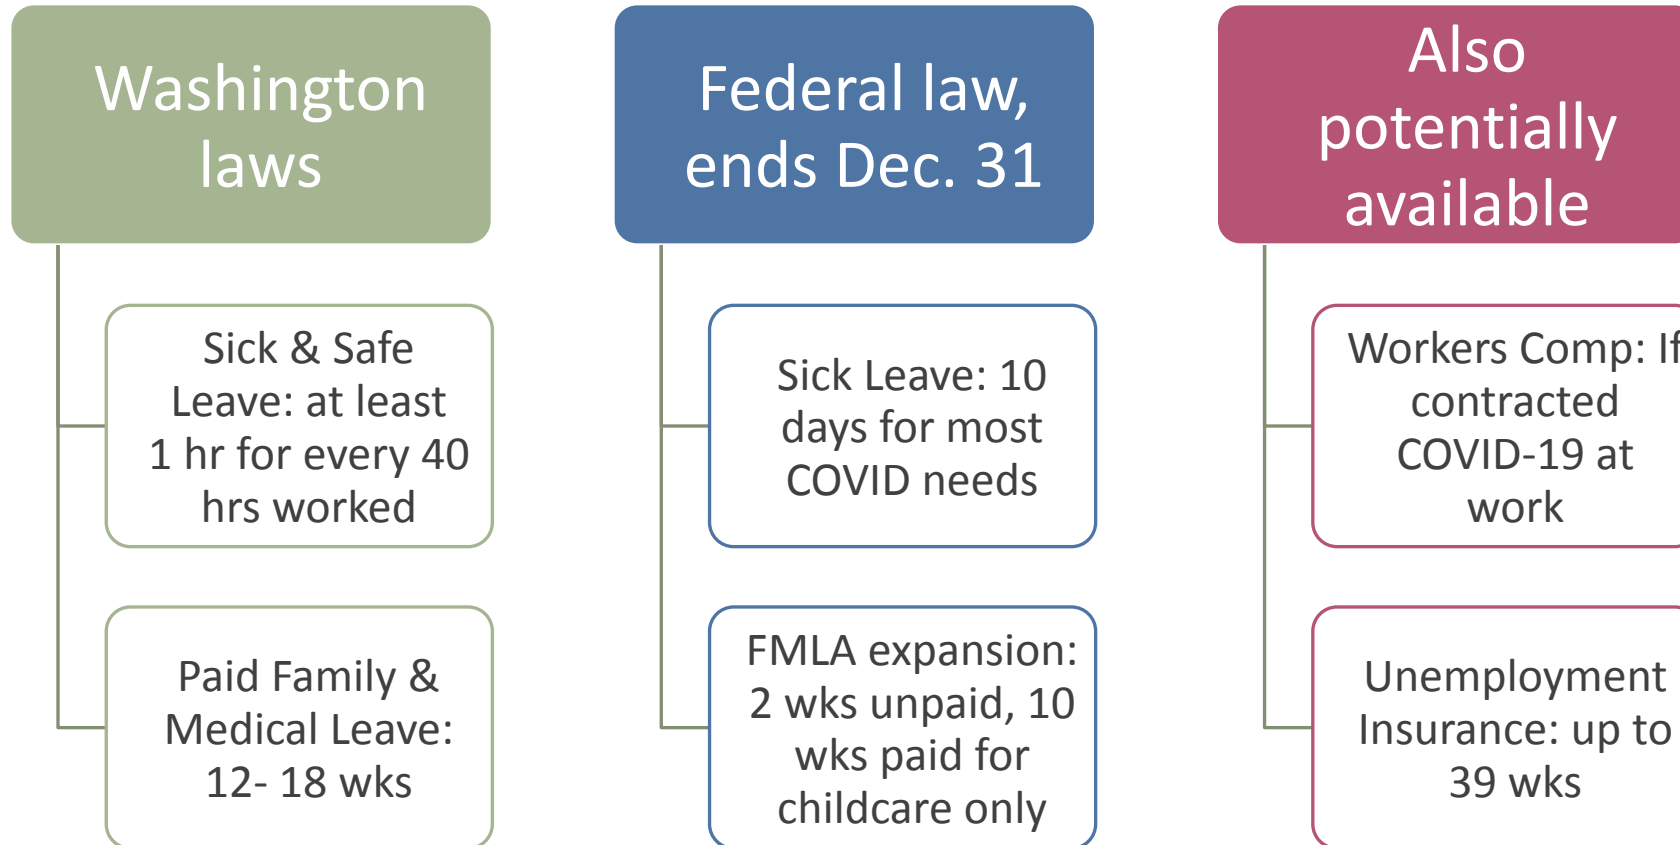 Washington
laws
Sick & Safe
Leave: at least
1 hr for every 40
hrs worked
Paid Family &
Medical Leave:
12- 18 wks
Federal law,
ends Dec. 31
Sick Leave: 10
days for most
COVID needs
FMLA expansion:
2 wks unpaid, 10
wks paid for
childcare only
Also
potentially
available
Workers Comp: If
contracted
COVID-19 at
work
Unemployment
Insurance: up to
39 wks